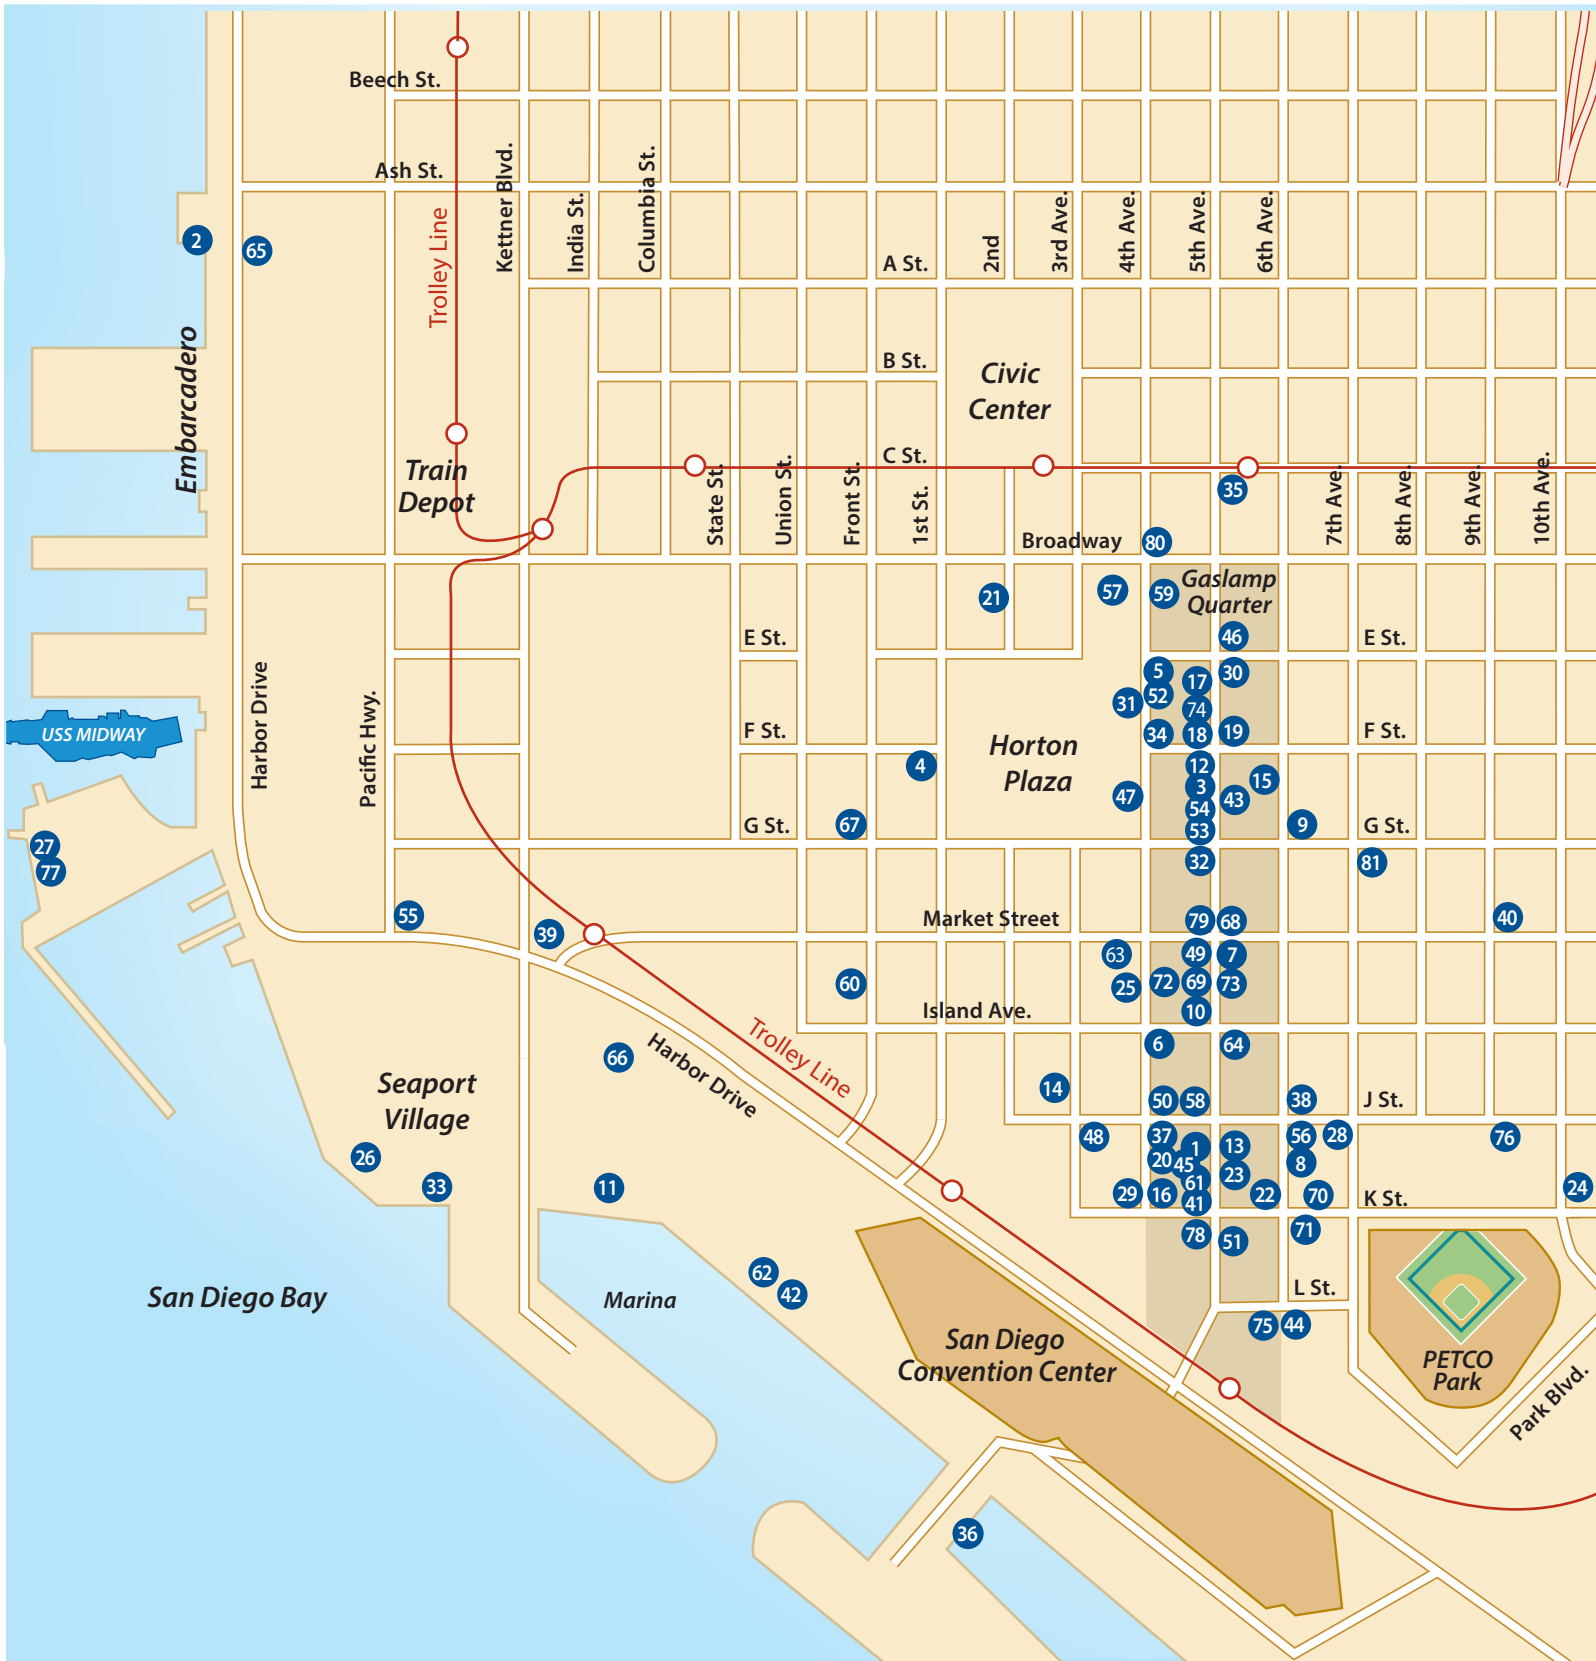 Beech St.
Ash St.
Trolley Line
Kettner Blvd.
India St.
Columbia St.
A St.
2nd
3rd Ave.
4th Ave.
5th Ave.
6th Ave.
2
65
Embarcadero
B St.
Civic
Center
Train
Depot
C St.
State St.
Union St.
Front St.
1st St.
35
7th Ave.
8th Ave.
9th Ave.
10th Ave.
Broadway
80
21
57
59
Gaslamp
Quarter
E St.
46
E St.
Harbor Drive
Pacific Hwy.
USS MIDWAY
5
17
30
52
31
74
F St.
34
18
19
F St.
Horton
Plaza
4
12
15
3
47
43
54
G St.
67
53
9
G St.
27
77
32
81
55
39
Market Street
79
68
40
63
49
7
60
25
72
69
73
Island Ave.
10
66
Harbor Drive
Trolley Line
6
64
Seaport
Village
14
50
58
38
J St.
48
37
1
13
56
28
76
26
20
45
23
8
33
11
29
16
61
41
22
70
K St.
24
78
51
71
62
42
San Diego Bay
Marina
L St.
75
44
San Diego
Convention Center
PETCO
Park
Park Blvd.
36